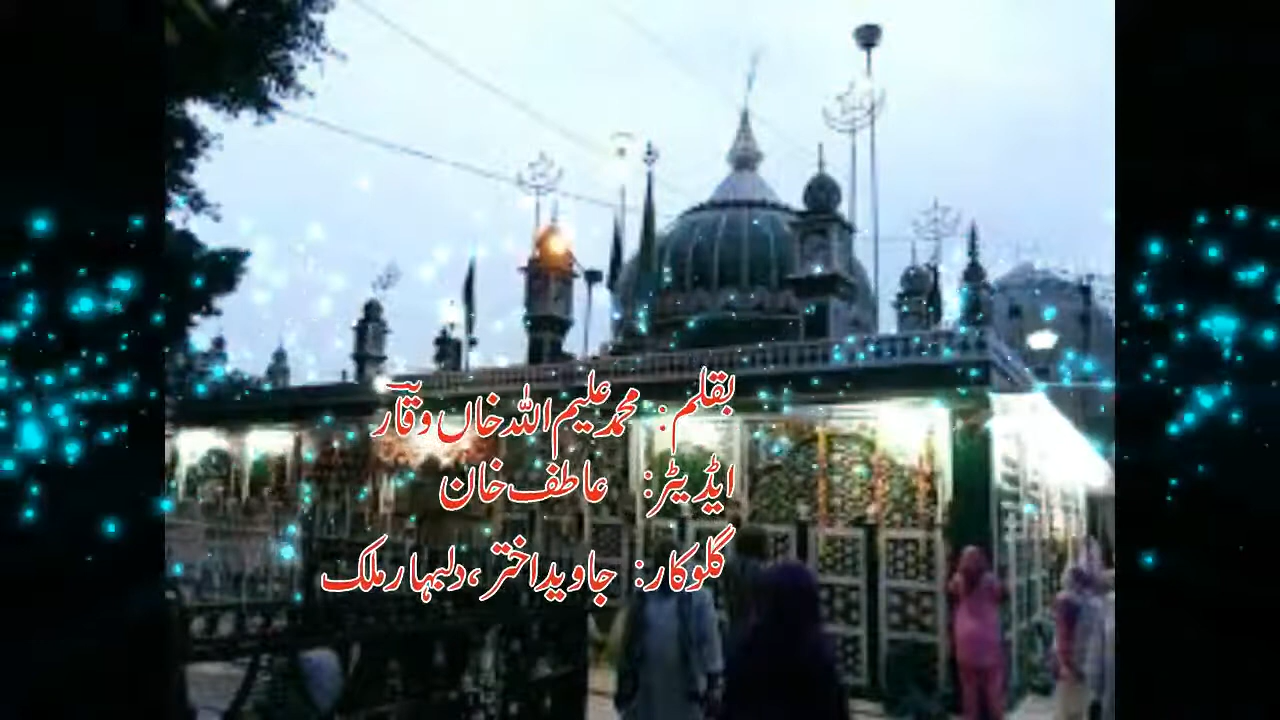 بقلم: محمد علیم اللہ خاں وقارؔ
ایڈیٹر: عاطف خان
گلوکار: جاوید اختر، دلبہار ملک